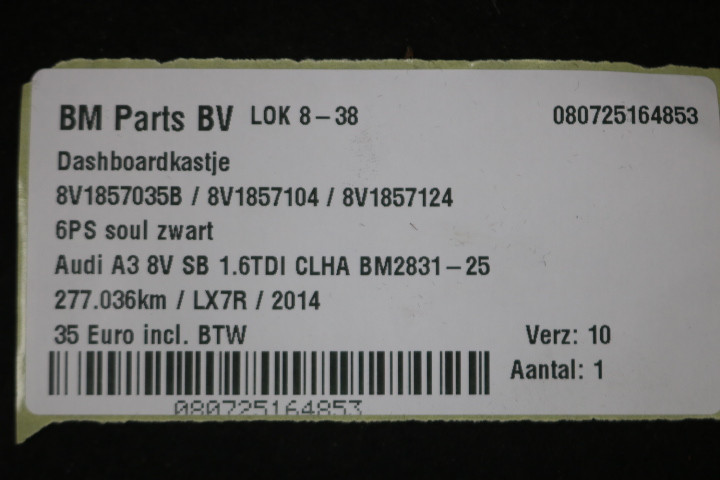 BM Parts BV LOK 8-38 080725164853
Dashboardkastje
8V1857035B / 8V1857104 / 8V1857124
6PS soul zwart
Audi A3 8V SB 1.6TDI CLHA BM2831-25
277.036km / LX7R / 2014
35 Euro incl. BTW Verz: 10
Aantal: 1
080725164853